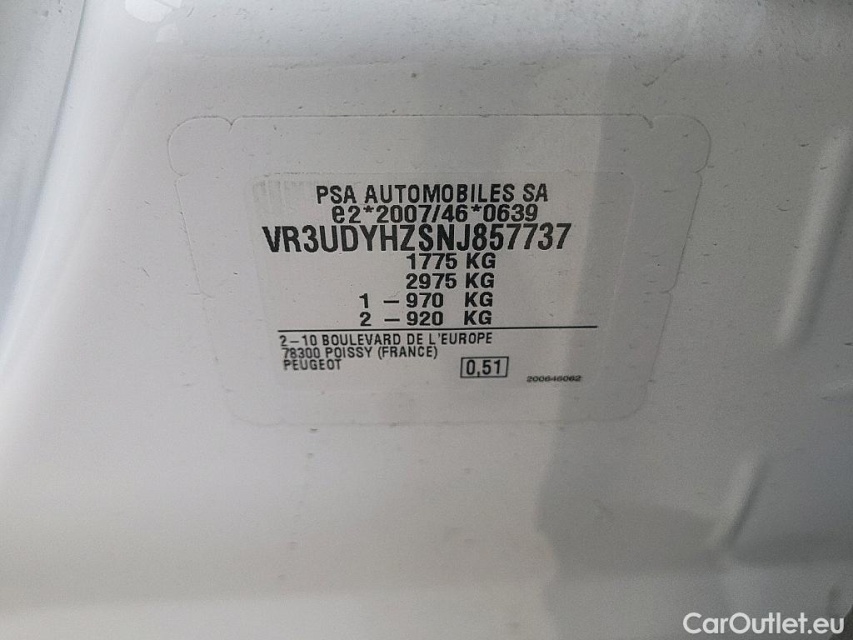 PSA AUTOMOBILES SA
e2*2007/46*0639
VR3UDYHZSNJ857737
1775 KG
2975 KG
1 – 970 KG
2 – 920 KG
2–10 BOULEVARD DE L'EUROPE
78300 POISSY (FRANCE)
PEUGEOT
0,51
200646062
CarOutlet.eu